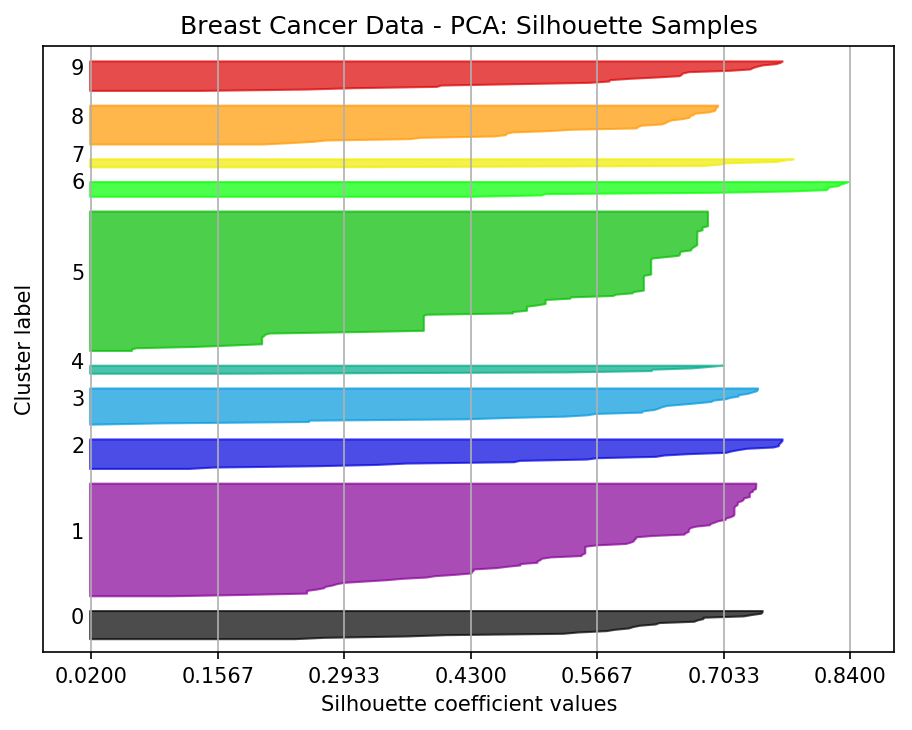 Breast Cancer Data - PCA: Silhouette Samples
9
8
7
6
5
4
3
2
1
0
Cluster label
0.0200 0.1567 0.2933 0.4300 0.5667 0.7033 0.8400
Silhouette coefficient values